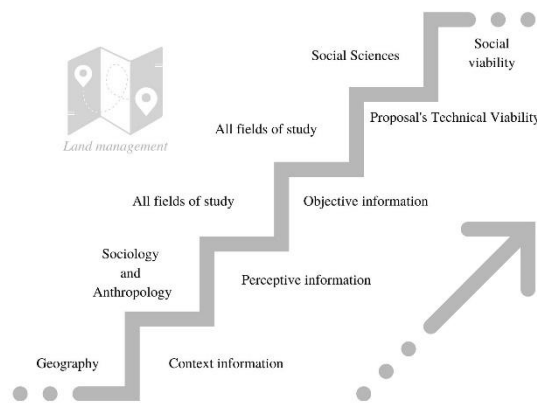 Social Sciences
Social
viability
Proposal's Technical Viability
All fields of study
Land management
All fields of study
Objective information
Sociology
and
Anthropology
Perceptive information
Geography
Context information